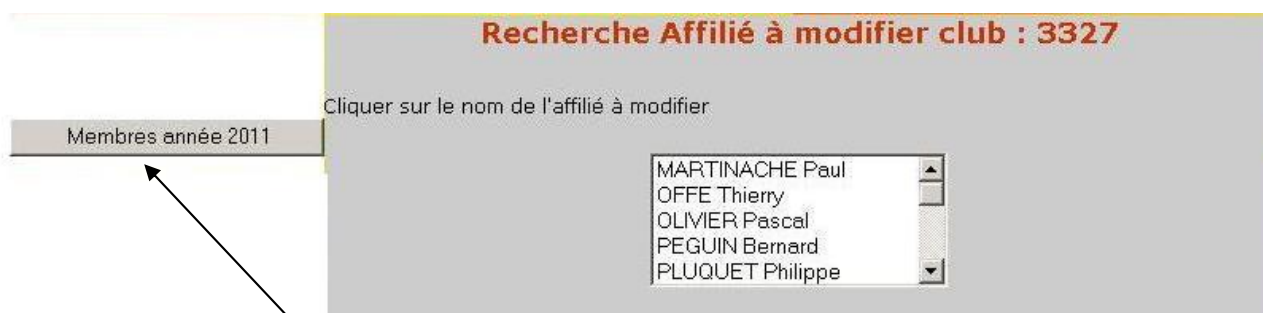 Recherche Affilié à modifier club : 3327
Cliquer sur le nom de l'affilié à modifier
Membres année 2011
MARTINACHE Paul
OFFE Thierry
OLIVIER Pascal
PEGUIN Bernard
PLUQUET Philippe